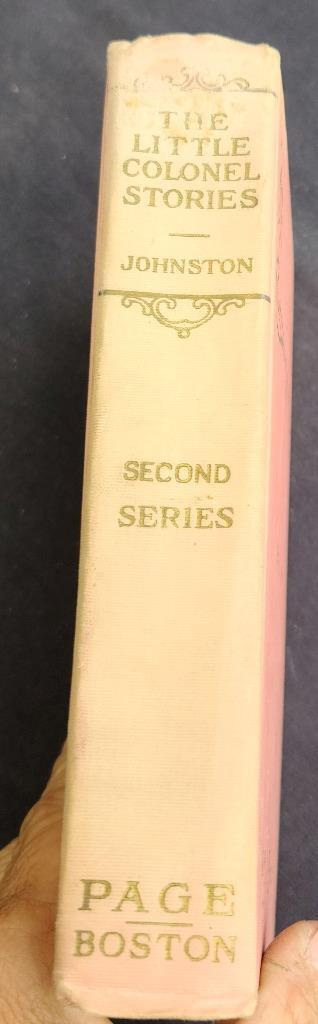 THE
LITTLE
COLONEL
STORIES
JOHNSTON
SECOND
SERIES
PAGE
BOSTON